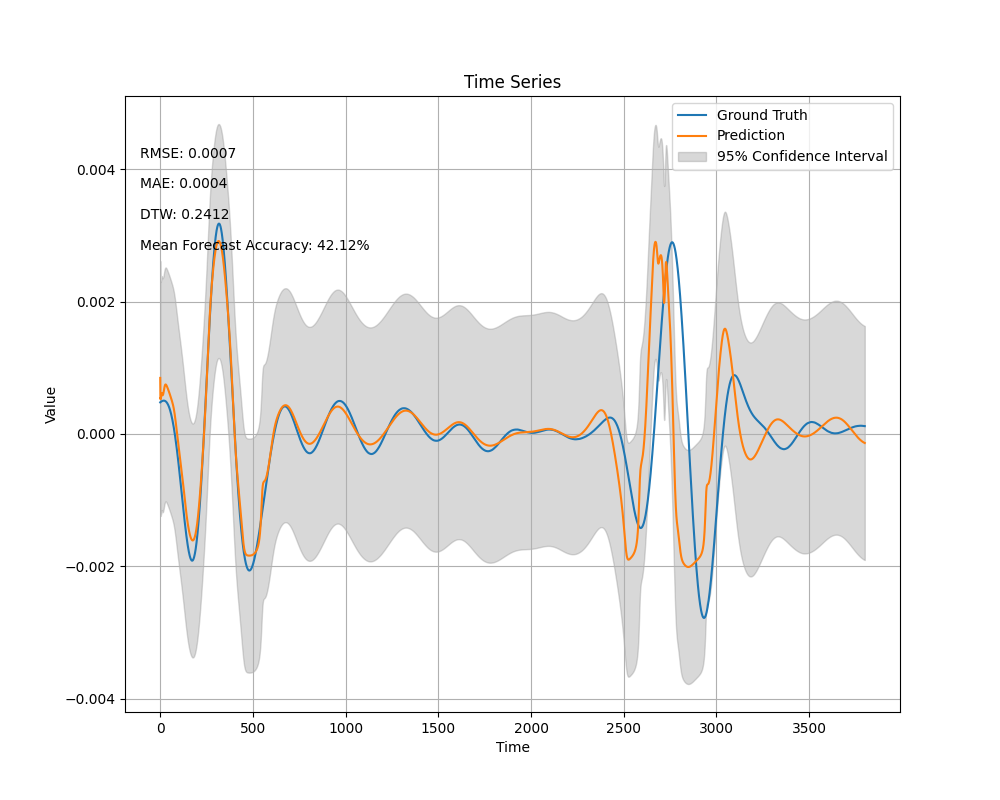 Time Series
Ground Truth
Prediction
95% Confidence Interval
RMSE: 0.0007
MAE: 0.0004
DTW: 0.2412
Mean Forecast Accuracy: 42.12%
0.004
0.002
0.000
−0.002
−0.004
Value
0 500 1000 1500 2000 2500 3000 3500
Time